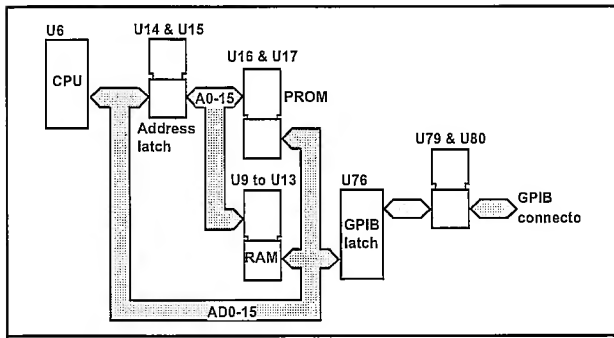 U6
CPU
U14 & U15
Address
latch
A0-15
U16 & U17
PROM
U9 to U13
RAM
AD0-15
U76
GPIB
latch
U79 & U80
GPIB
connecto